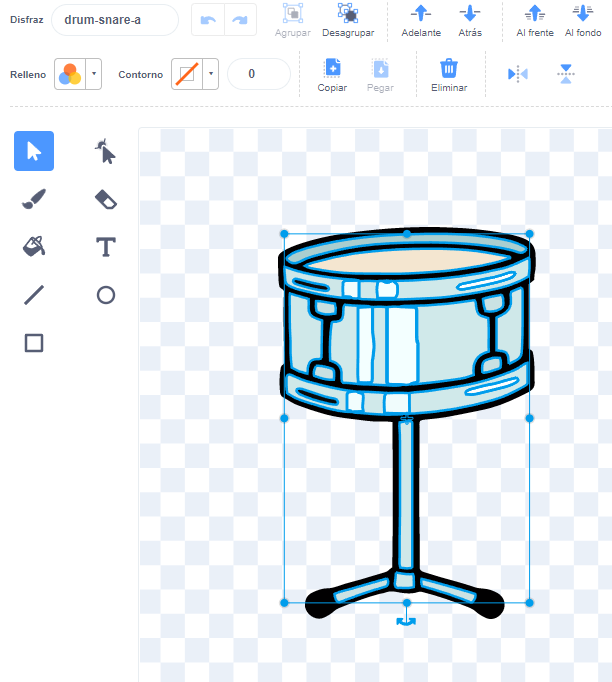 Disfraz drum-snare-a Agrupar Desagrupar Adelante Atrás Al frente Al fondo
Relleno Contorno 0 Copiar Pegar Eliminar
T